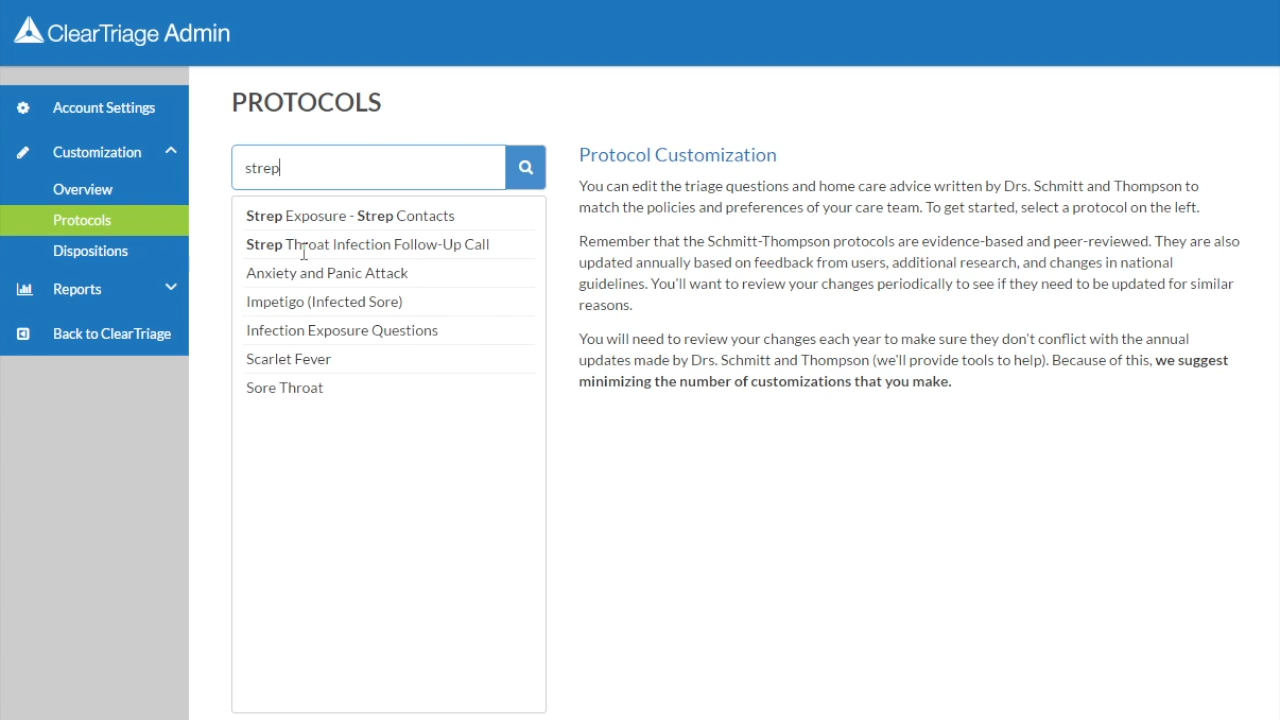 ClearTriage Admin
Account Settings
Customization
Overview
Protocols
Dispositions
Reports
Back to ClearTriage
PROTOCOLS
strep
Strep Exposure - Strep Contacts
Strep Throat Infection Follow-Up Call
Anxiety and Panic Attack
Impetigo (Infected Sore)
Infection Exposure Questions
Scarlet Fever
Sore Throat
Protocol Customization
You can edit the triage questions and home care advice written by Drs. Schmitt and Thompson to
match the policies and preferences of your care team. To get started, select a protocol on the left.
Remember that the Schmitt-Thompson protocols are evidence-based and peer-reviewed. They are also
updated annually based on feedback from users, additional research, and changes in national
guidelines. You'll want to review your changes periodically to see if they need to be updated for similar
reasons.
You will need to review your changes each year to make sure they don't conflict with the annual
updates made by Drs. Schmitt and Thompson (we'll provide tools to help). Because of this, we suggest
minimizing the number of customizations that you make.